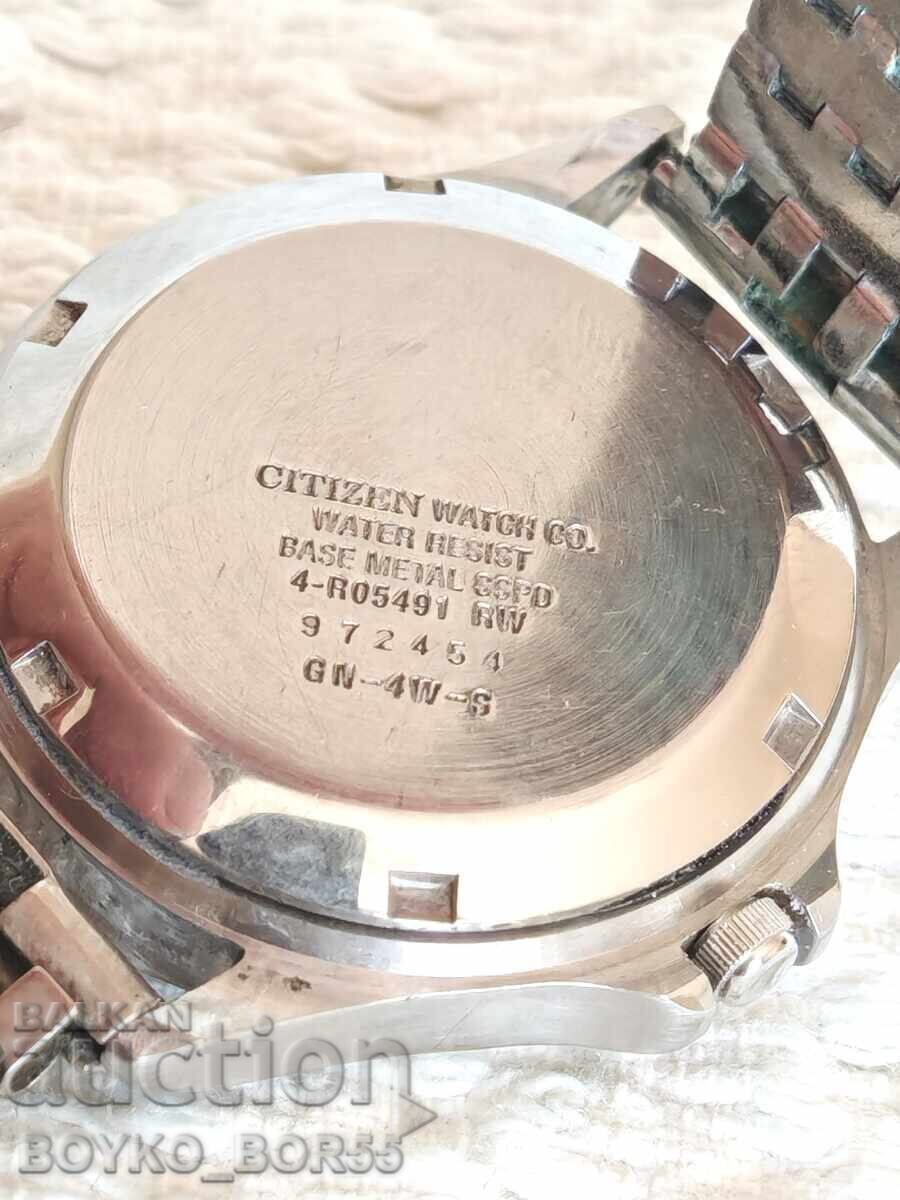 CITIZEN WATCH CO.
WATER RESIST
BASE METAL SSPD
4-R05491 RW
972454
GN-4W-S
BALKAN
auction
BOYKO_BOR55